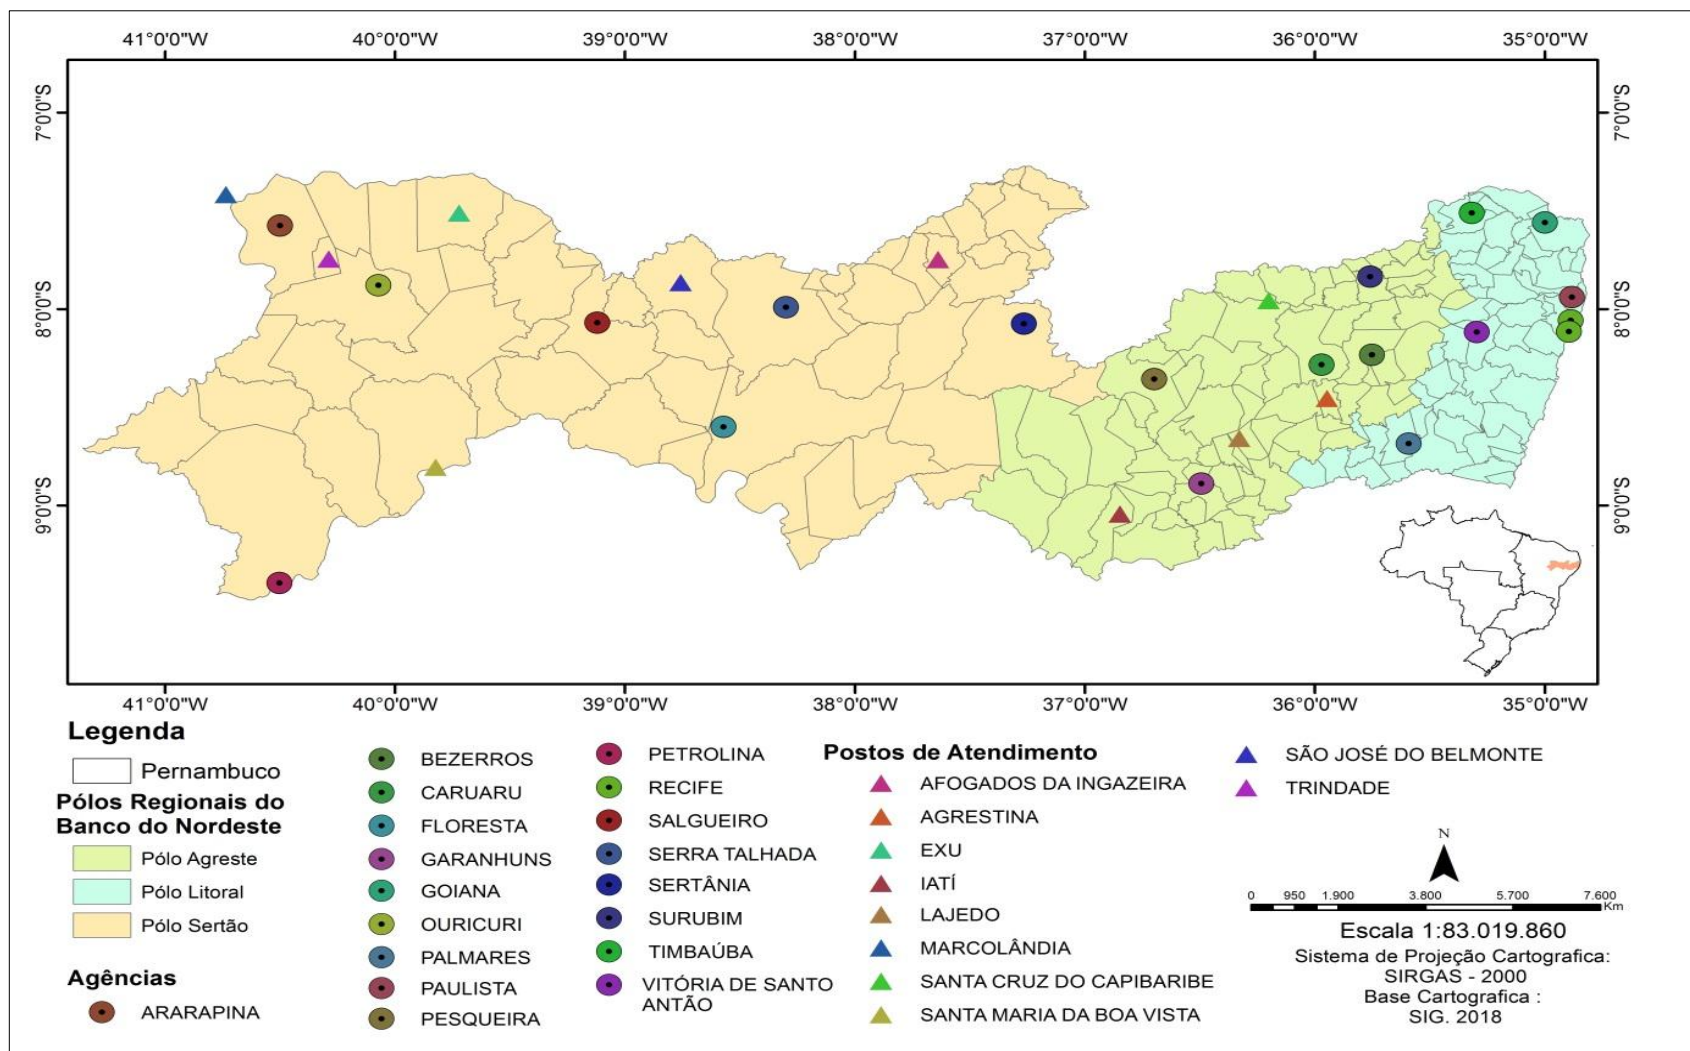 41°0'0"W 40°0'0"W 39°0'0"W 38°0'0"W 37°0'0"W 36°0'0"W 35°0'0"W
7°0'0"S 7°0'0"S
8°0'0"S 8°0'0"S
9°0'0"S 9°0'0"S
41°0'0"W 40°0'0"W 39°0'0"W 38°0'0"W 37°0'0"W 36°0'0"W 35°0'0"W
Legenda
Pernambuco
Pólos Regionais do
Banco do Nordeste
Pólo Agreste
Pólo Litoral
Pólo Sertão
Agências
ARARAPINA
BEZERROS
CARUARU
FLORESTA
GARANHUNS
GOIANA
OURICURI
PALMARES
PAULISTA
PESQUEIRA
PETROLINA
RECIFE
SALGUEIRO
SERRA TALHADA
SERTÂNIA
SURUBIM
TIMBAÚBA
VITÓRIA DE SANTO
ANTÃO
Postos de Atendimento
AFOGADOS DA INGAZEIRA
AGRESTINA
EXU
IATÍ
LAJEDO
MARCOLÂNDIA
SANTA CRUZ DO CAPIBARIBE
SANTA MARIA DA BOA VISTA
SÃO JOSÉ DO BELMONTE
TRINDADE
N
0 950 1.900 3.800 5.700 7.600
Km
Escala 1:83.019.860
Sistema de Projeção Cartografica:
SIRGAS - 2000
Base Cartografica :
SIG. 2018